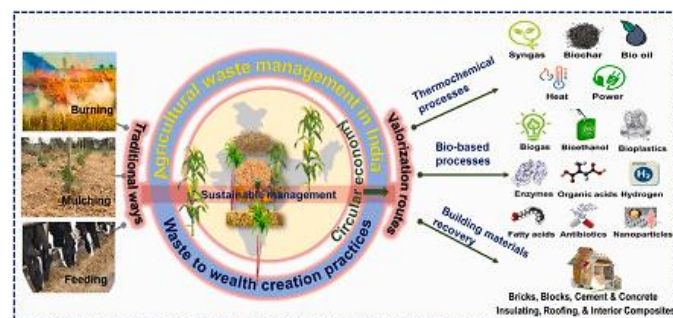 Burning
Mulching
Feeding
Traditional ways
Agricultural waste management in India
Waste to wealth creation practices
Sustainable management
Circular economy
Valorization routes
Thermochemical
processes
Syngas
Biochar
Bio oil
Heat
Power
Bio-based
processes
Biogas
Bioethanol
Bioplastics
Enzymes
Organic acids
Hydrogen
H2
Fatty acids
Antibiotics
Nanoparticles
Building materials
recovery
Bricks, Blocks, Cement & Concrete
Insulating, Roofing, & Interior Composites